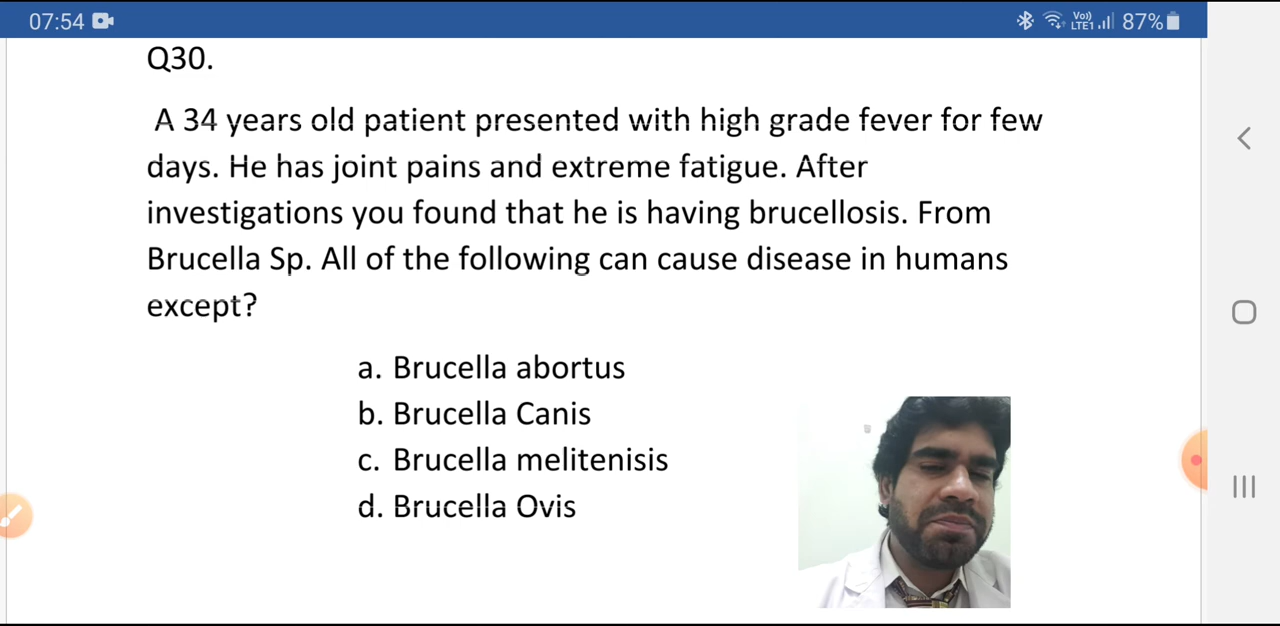 07:54 Vo)) LTE1 87%
Q30.
A 34 years old patient presented with high grade fever for few
days. He has joint pains and extreme fatigue. After
investigations you found that he is having brucellosis. From
Brucella Sp. All of the following can cause disease in humans
except?
a. Brucella abortus
b. Brucella Canis
c. Brucella melitenisis
d. Brucella Ovis